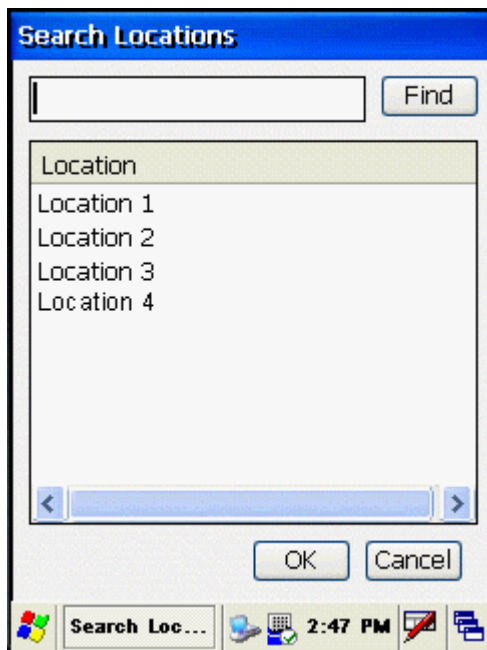 Search Locations
Find
Location
Location 1
Location 2
Location 3
Location 4
OK Cancel
Search Loc... 2:47 PM